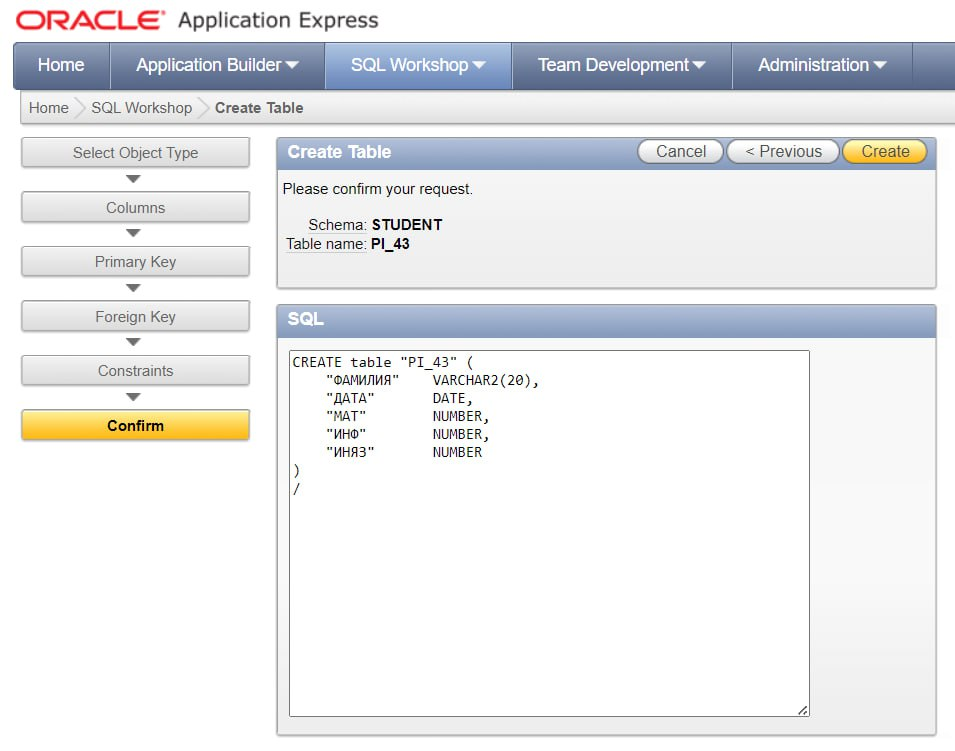 ORACLE® Application Express
Home Application Builder SQL Workshop Team Development Administration
Home SQL Workshop Create Table
Select Object Type
Columns
Primary Key
Foreign Key
Constraints
Confirm
Create Table Cancel < Previous Create
Please confirm your request.
Schema: STUDENT
Table name: PI_43
SQL
CREATE table "PI_43" (
"ФАМИЛИЯ" VARCHAR2(20),
"ДАТА" DATE,
"МАТ" NUMBER,
"ИНФ" NUMBER,
"ИНЯЗ" NUMBER
)
/